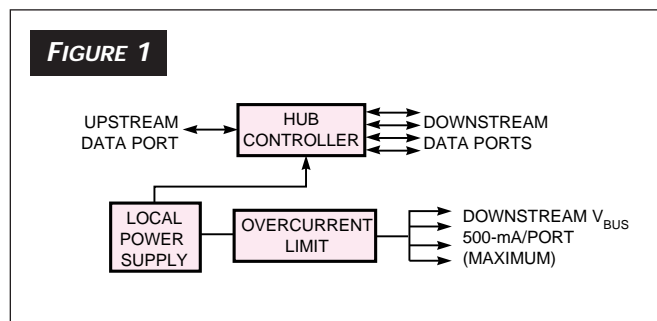 FIGURE 1
UPSTREAM
DATA PORT
HUB
CONTROLLER
DOWNSTREAM
DATA PORTS
LOCAL
POWER
SUPPLY
OVERCURRENT
LIMIT
DOWNSTREAM VBUS
500-mA/PORT
(MAXIMUM)